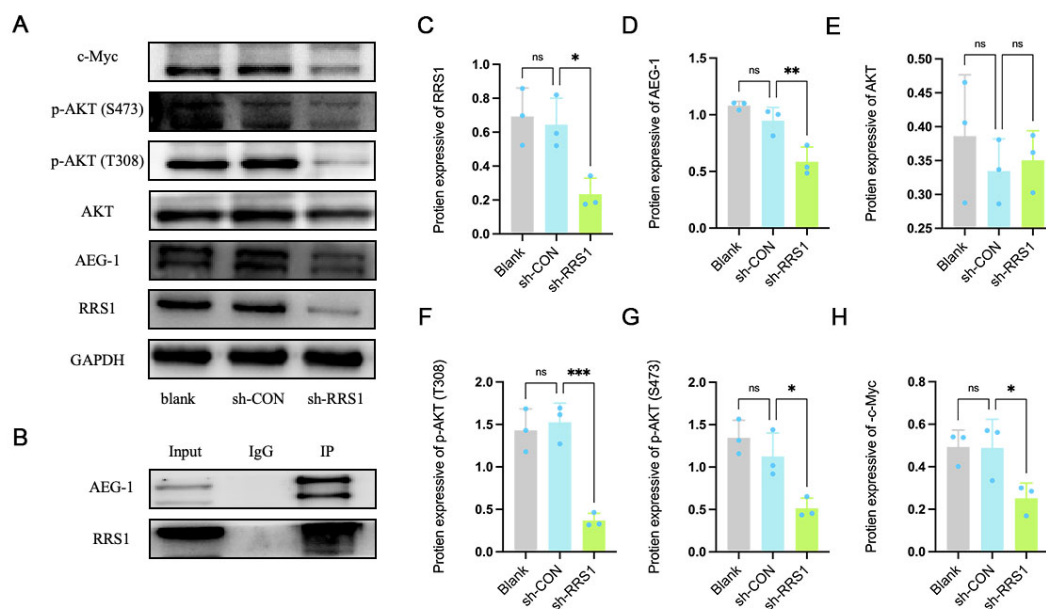 A
c-Myc
p-AKT (S473)
p-AKT (T308)
AKT
AEG-1
RRS1
GAPDH
blank sh-CON sh-RRS1
B
Input IgG IP
AEG-1
RRS1
C
Protien expressive of RRS1
1.0
0.8
0.6
0.4
0.2
0.0
ns *
Blank
sh-CON
sh-RRS1
D
Protien expressive of AEG-1
1.5
1.0
0.5
0.0
ns **
Blank
sh-CON
sh-RRS1
E
Protien expressive of AKT
0.50
0.45
0.40
0.35
0.30
0.25
ns ns
Blank
sh-CON
sh-RRS1
F
Protien expressive of p-AKT (T308)
2.0
1.5
1.0
0.5
0.0
ns ***
Blank
sh-CON
sh-RRS1
G
Protien expressive of p-AKT (S473)
2.0
1.5
1.0
0.5
0.0
ns *
Blank
sh-CON
sh-RRS1
H
Protien expressive of -c-Myc
0.8
0.6
0.4
0.2
0.0
ns *
Blank
sh-CON
sh-RRS1